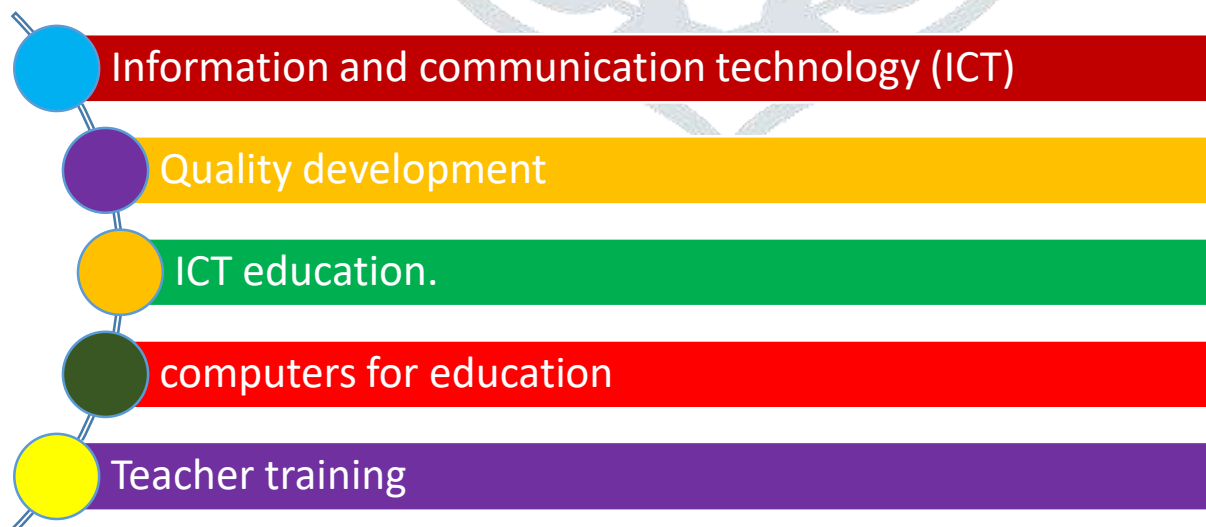 Information and communication technology (ICT)
Quality development
ICT education.
computers for education
Teacher training